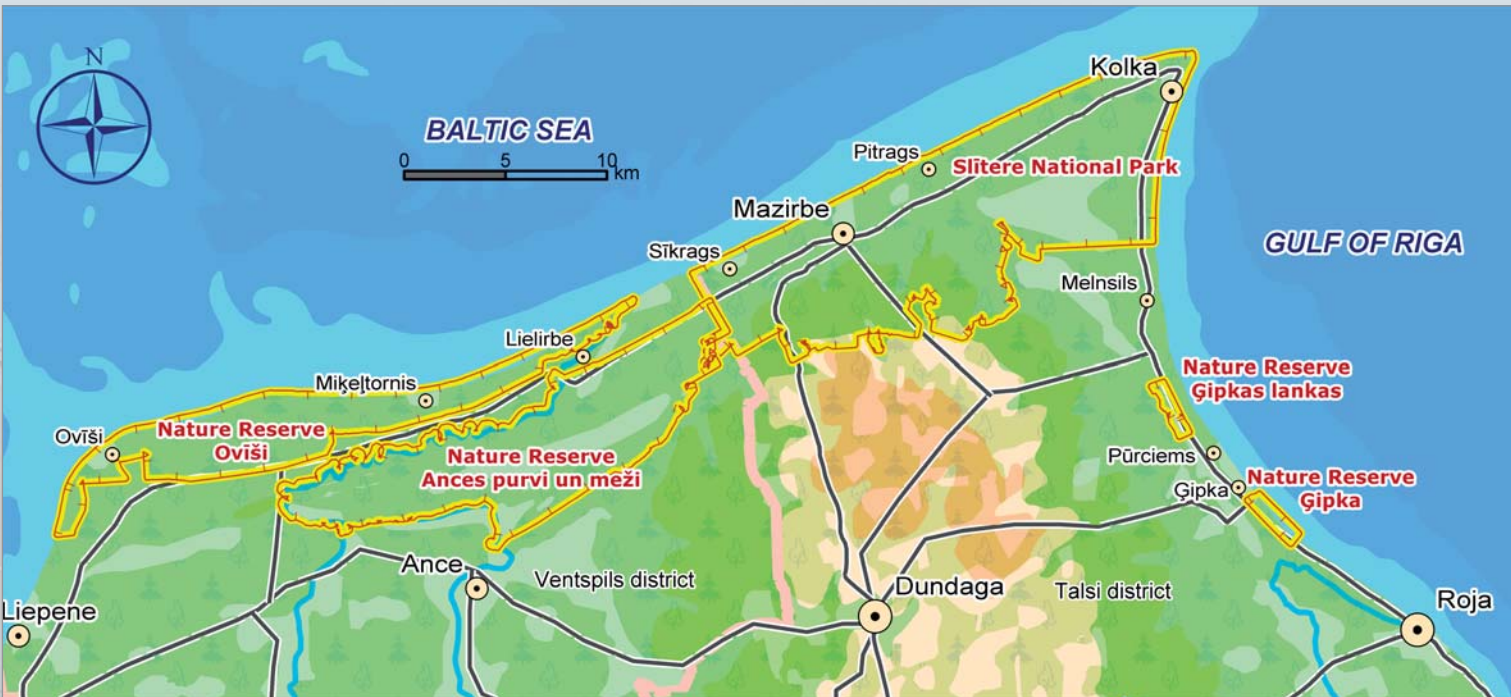 N
Kolka
BALTIC SEA
0 5 10
km
Pitrags
Slītere National Park
Mazirbe
Sīkrags
GULF OF RIGA
Melnsils
Lielirbe
Miķeļtornis
Nature Reserve
Ģipkas lankas
Nature Reserve
Ovīši
Ovīši
Nature Reserve
Ances purvi un meži
Pūrciems
Ģipka
Nature Reserve
Ģipka
Ance
Ventspils district
Dundaga
Talsi district
Roja
Liepene